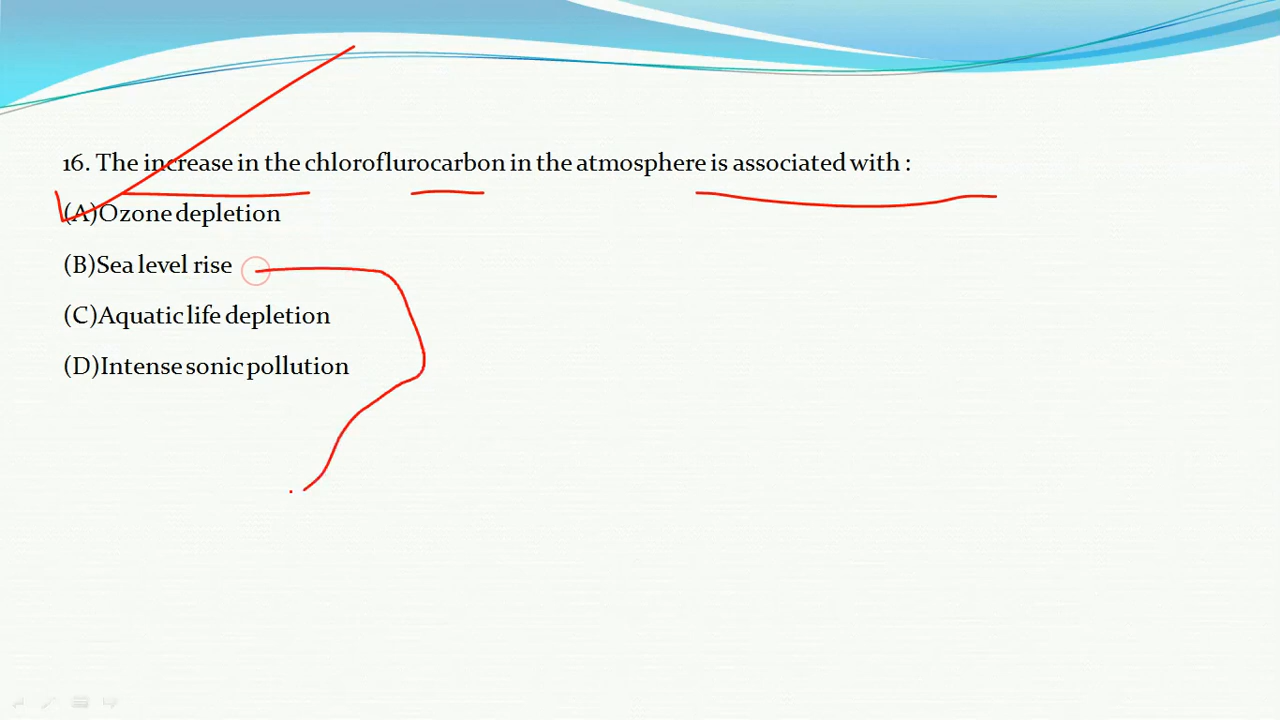 16. The increase in the chloroflurocarbon in the atmosphere is associated with :
(A)Ozone depletion
(B)Sea level rise
(C)Aquatic life depletion
(D)Intense sonic pollution